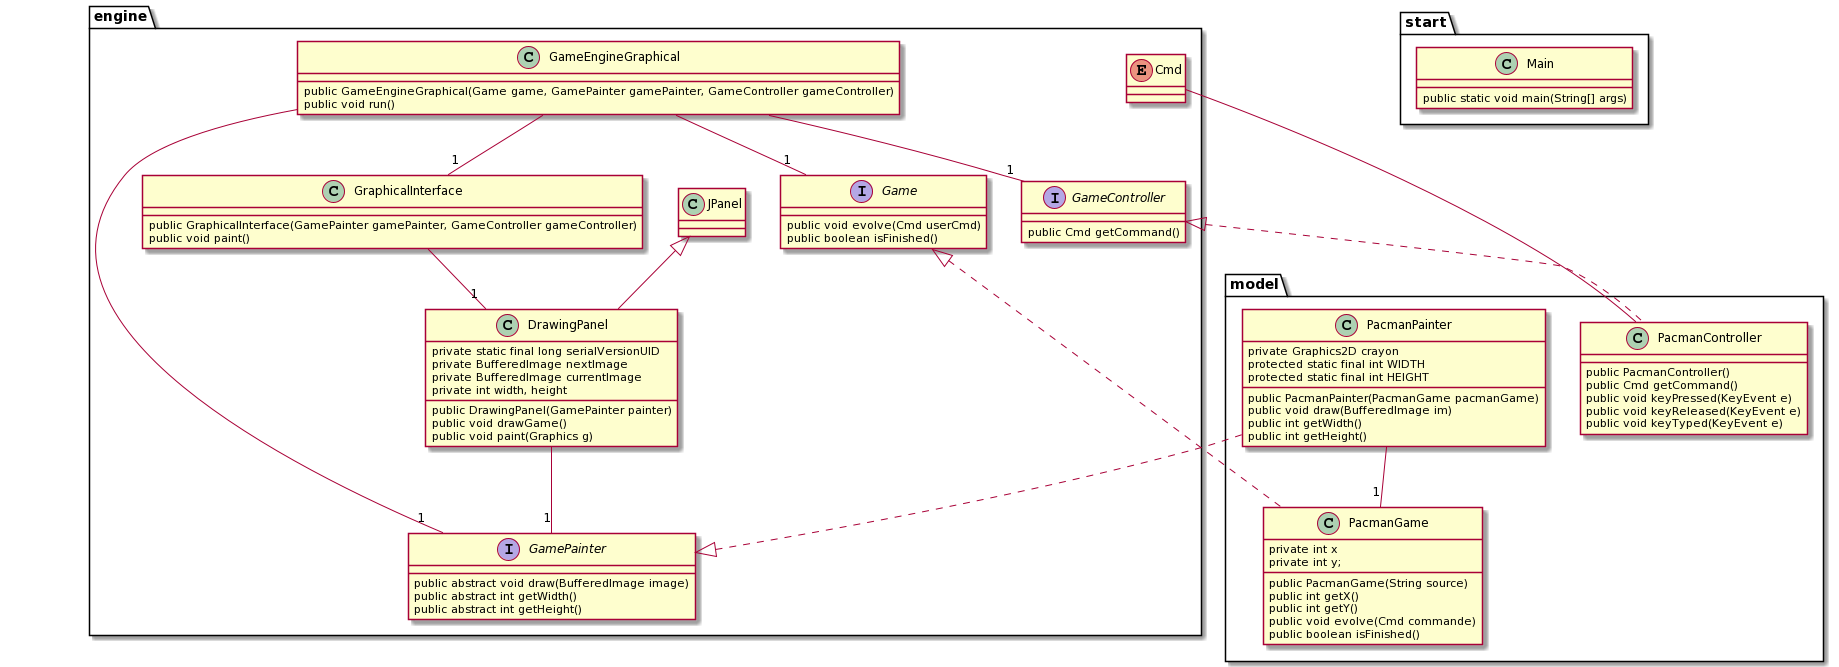 engine
C GameEngineGraphical
public GameEngineGraphical(Game game, GamePainter gamePainter, GameController gameController)
public void run()
E Cmd
start
C Main
public static void main(String[] args)
1
1
1
C GraphicalInterface
public GraphicalInterface(GamePainter gamePainter, GameController gameController)
public void paint()
C JPanel
I Game
public void evolve(Cmd userCmd)
public boolean isFinished()
I GameController
public Cmd getCommand()
1
C DrawingPanel
private static final long serialVersionUID
private BufferedImage nextImage
private BufferedImage currentImage
private int width, height
public DrawingPanel(GamePainter painter)
public void drawGame()
public void paint(Graphics g)
model
C PacmanPainter
private Graphics2D crayon
protected static final int WIDTH
protected static final int HEIGHT
public PacmanPainter(PacmanGame pacmanGame)
public void draw(BufferedImage im)
public int getWidth()
public int getHeight()
C PacmanController
public PacmanController()
public Cmd getCommand()
public void keyPressed(KeyEvent e)
public void keyReleased(KeyEvent e)
public void keyTyped(KeyEvent e)
1
1
1
I GamePainter
public abstract void draw(BufferedImage image)
public abstract int getWidth()
public abstract int getHeight()
C PacmanGame
private int x
private int y;
public PacmanGame(String source)
public int getX()
public int getY()
public void evolve(Cmd commande)
public boolean isFinished()